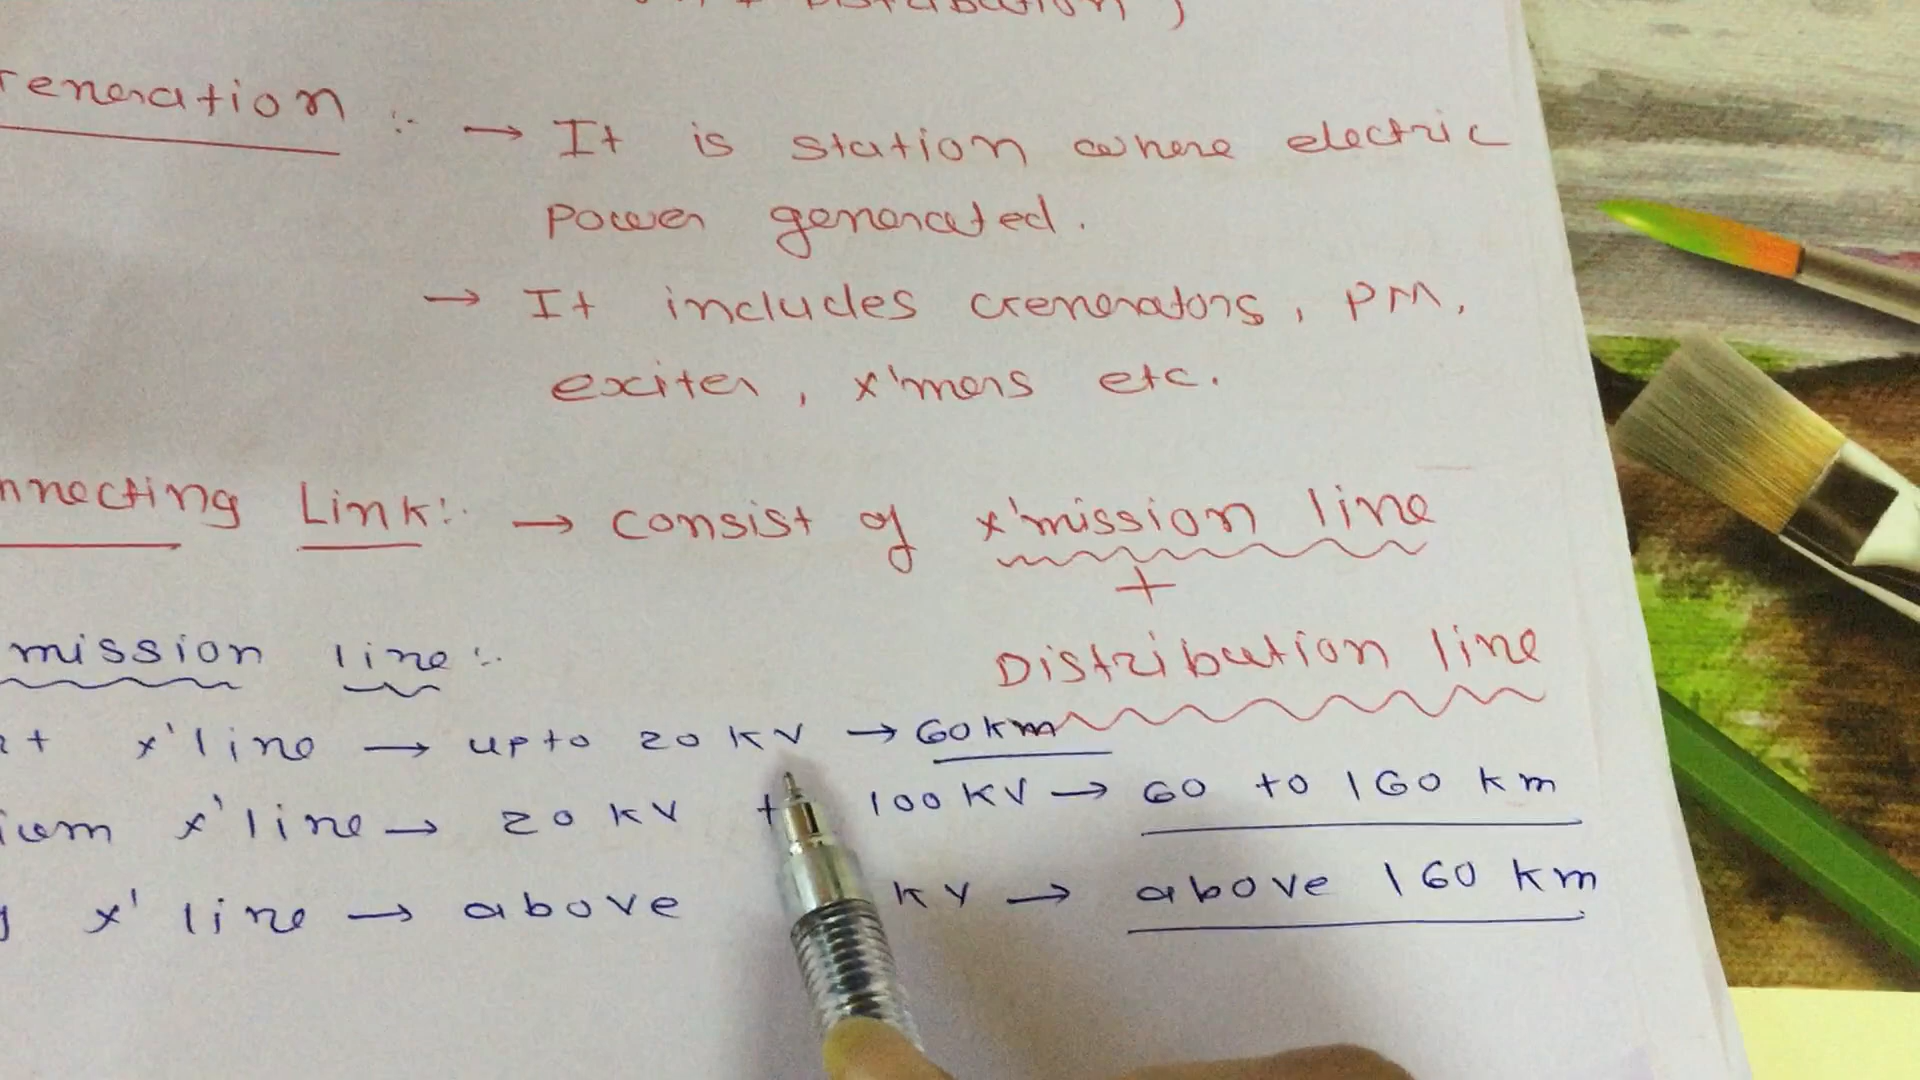 Distribution)
Generation :- → It is station where electric
power generated.
→ It includes Generators, PM,
exciter, x'mers etc.
nnecting Link:- → consist of x'mission line
+
mission line :-
Distribution line
x'line → upto 20 KV → 60 km
ium x'line → 20 KV 100 KV → 60 to 160 km
x' line → above KV → above 160 km